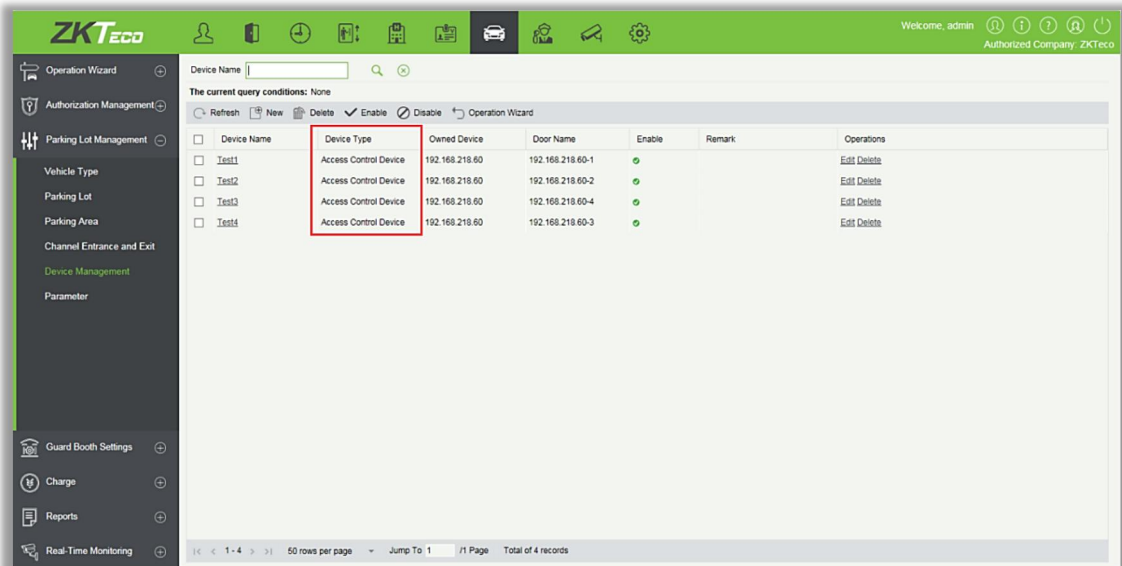 ZKTeco
Welcome, admin
Authorized Company: ZKTeco
Operation Wizard
Authorization Management
Parking Lot Management
Vehicle Type
Parking Lot
Parking Area
Channel Entrance and Exit
Device Management
Parameter
Guard Booth Settings
Charge
Reports
Real-Time Monitoring
Device Name
The current query conditions: None
Refresh New Delete Enable Disable Operation Wizard
Device Name Device Type Owned Device Door Name Enable Remark Operations
Test1 Access Control Device 192.168.218.60 192.168.218.60-1 Edit Delete
Test2 Access Control Device 192.168.218.60 192.168.218.60-2 Edit Delete
Test3 Access Control Device 192.168.218.60 192.168.218.60-4 Edit Delete
Test4 Access Control Device 192.168.218.60 192.168.218.60-3 Edit Delete
|< < 1-4 > >| 50 rows per page Jump To 1 /1 Page Total of 4 records